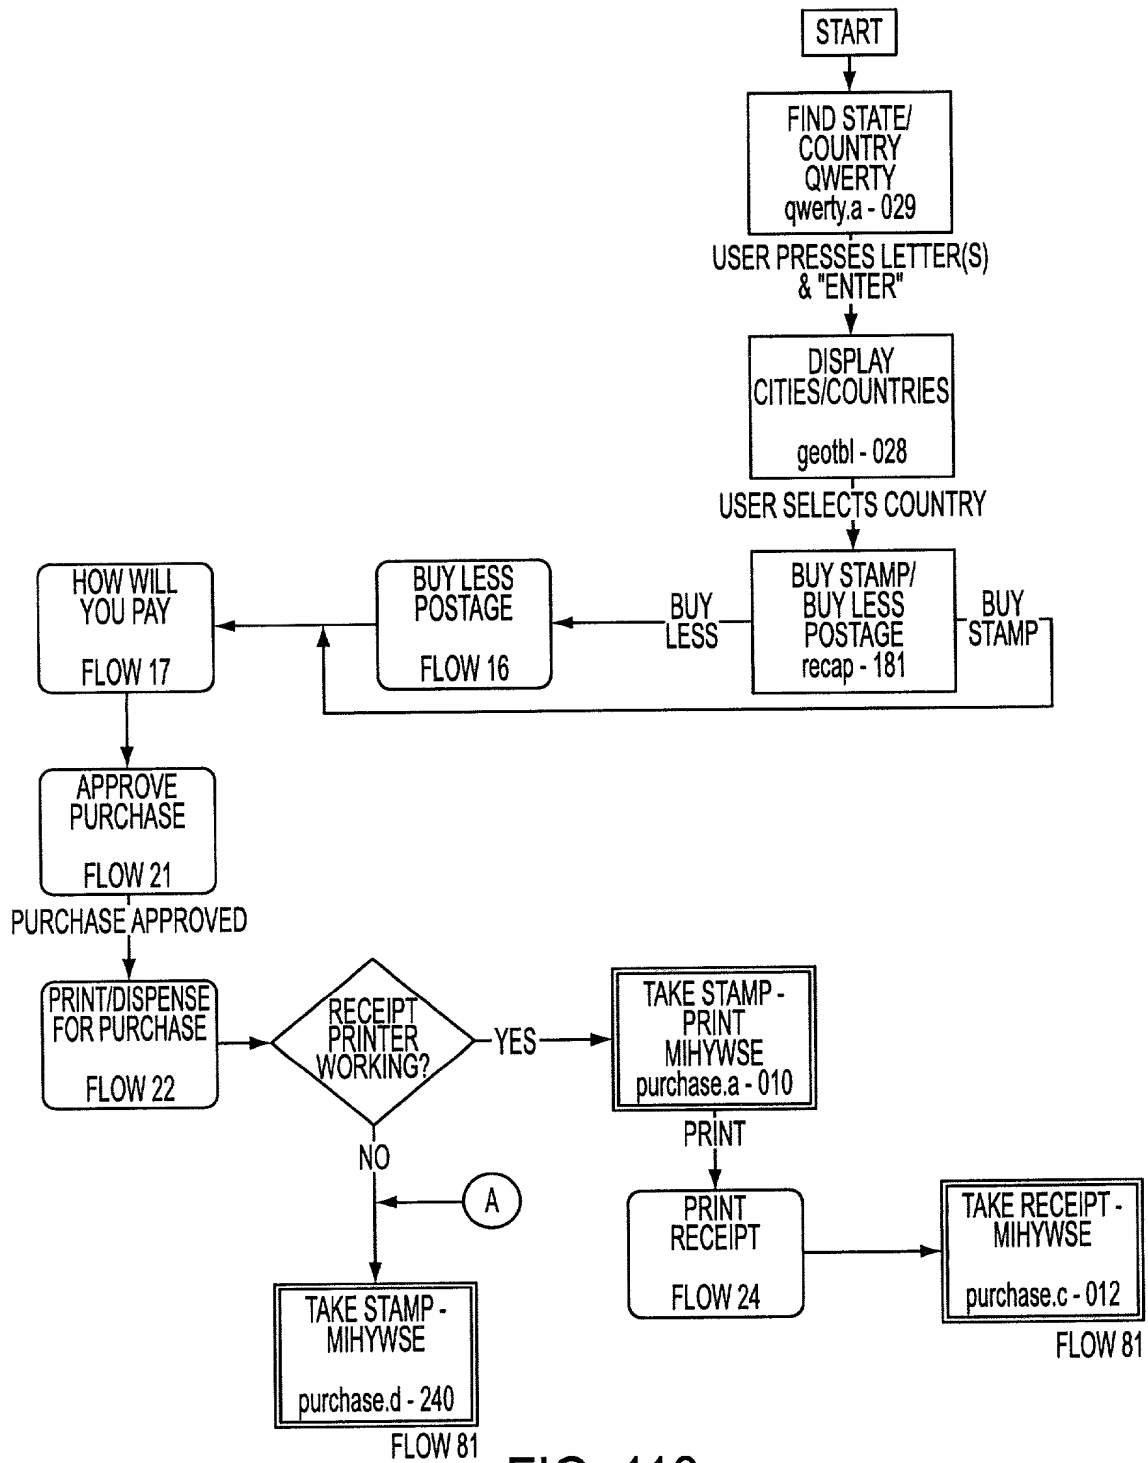 START
FIND STATE/
COUNTRY
QWERTY
qwerty.a - 029
USER PRESSES LETTER(S)
& "ENTER"
DISPLAY
CITIES/COUNTRIES
geotbl - 028
USER SELECTS COUNTRY
BUY STAMP/
BUY LESS
POSTAGE
recap - 181
BUY
STAMP
BUY
LESS
BUY LESS
POSTAGE
FLOW 16
HOW WILL
YOU PAY
FLOW 17
APPROVE
PURCHASE
FLOW 21
PURCHASE APPROVED
PRINT/DISPENSE
FOR PURCHASE
FLOW 22
RECEIPT
PRINTER
WORKING?
YES
TAKE STAMP -
PRINT
MIHYWSE
purchase.a - 010
PRINT
PRINT
RECEIPT
FLOW 24
TAKE RECEIPT -
MIHYWSE
purchase.c - 012
FLOW 81
NO
A
TAKE STAMP -
MIHYWSE
purchase.d - 240
FLOW 81